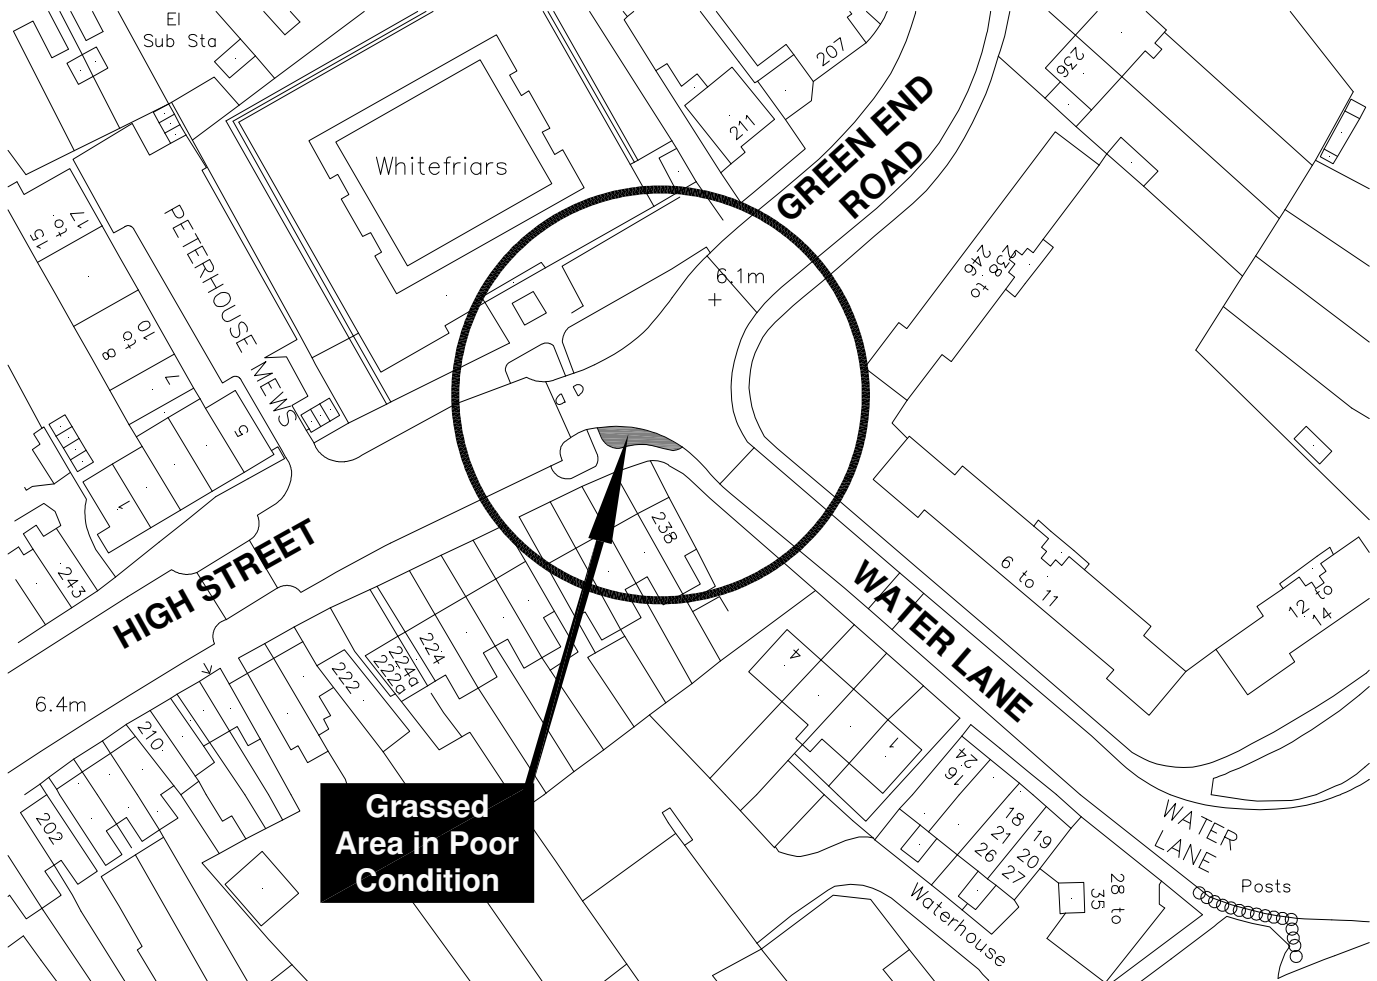 El
Sub Sta
207
236
211
GREEN END
ROAD
Whitefriars
17
to
15
PETERHOUSE MEWS
6.1m
238 to
246
10
to
8
7
5
1
243
HIGH STREET
238
6 to 11
12 to
14
WATER LANE
224
224a
222a
222
4
1
6.4m
210
202
24
16
18
21
26
19
20
27
WATER
LANE
28 to
35
Posts
Waterhouse
Grassed
Area in Poor
Condition